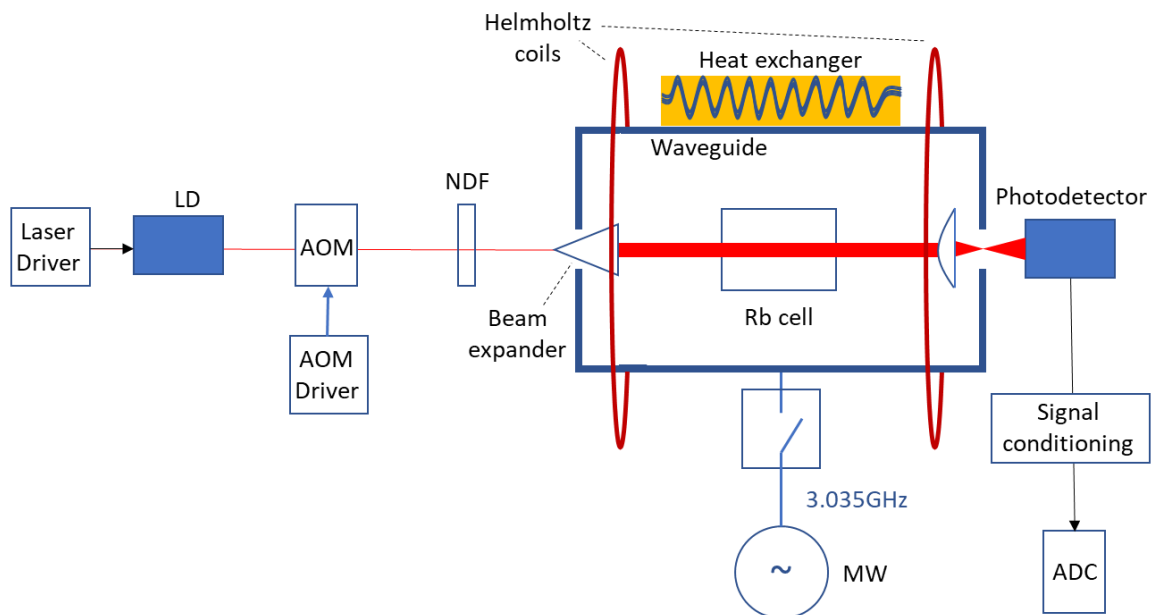 Helmholtz
coils
Heat exchanger
Waveguide
NDF
LD
Photodetector
Laser
Driver
AOM
Beam
expander
Rb cell
AOM
Driver
Signal
conditioning
3.035GHz
~
MW
ADC